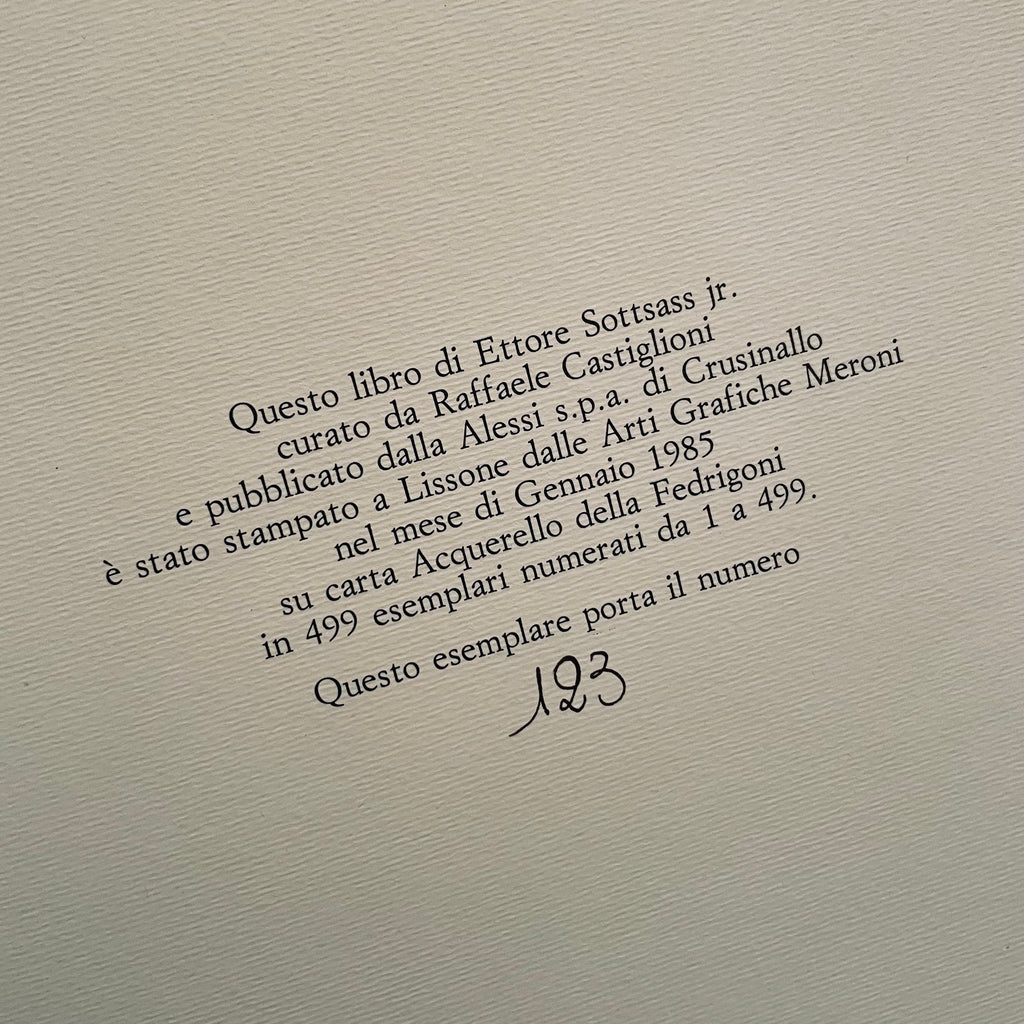 Questo libro di Ettore Sottsass jr.
curato da Raffaele Castiglioni
e pubblicato dalla Alessi s.p.a. di Crusinallo
è stato stampato a Lissone dalle Arti Grafiche Meroni
nel mese di Gennaio 1985
su carta Acquerello della Fedrigoni
in 499 esemplari numerati da 1 a 499.
Questo esemplare porta il numero
123